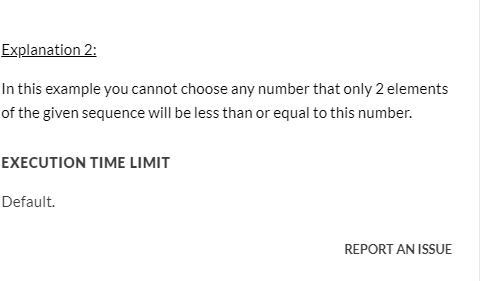 Explanation 2:
In this example you cannot choose any number that only 2 elements
of the given sequence will be less than or equal to this number.
EXECUTION TIME LIMIT
Default.
REPORT AN ISSUE